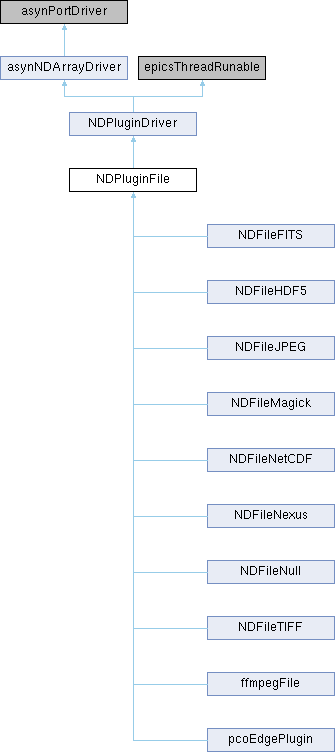 asynPortDriver
asynNDArrayDriver
epicsThreadRunable
NDPluginDriver
NDPluginFile
NDFileFITS
NDFileHDF5
NDFileJPEG
NDFileMagick
NDFileNetCDF
NDFileNexus
NDFileNull
NDFileTIFF
ffmpegFile
pcoEdgePlugin